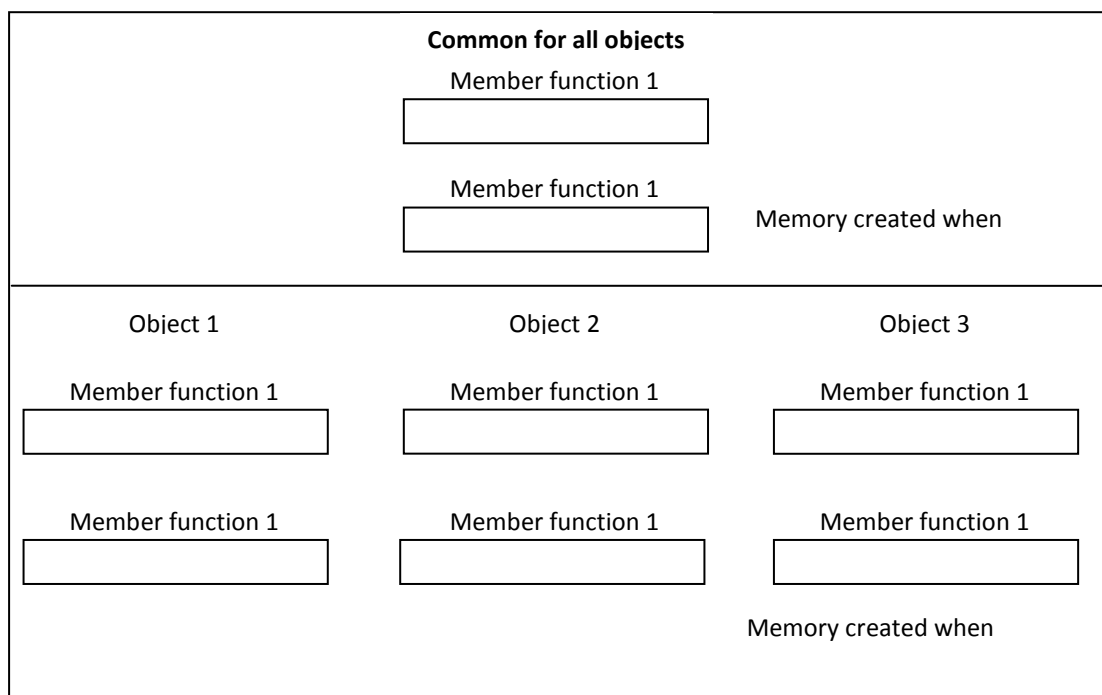 Common for all objects
Member function 1
Member function 1
Memory created when
Object 1 Object 2 Object 3
Member function 1 Member function 1 Member function 1
Member function 1 Member function 1 Member function 1
Memory created when